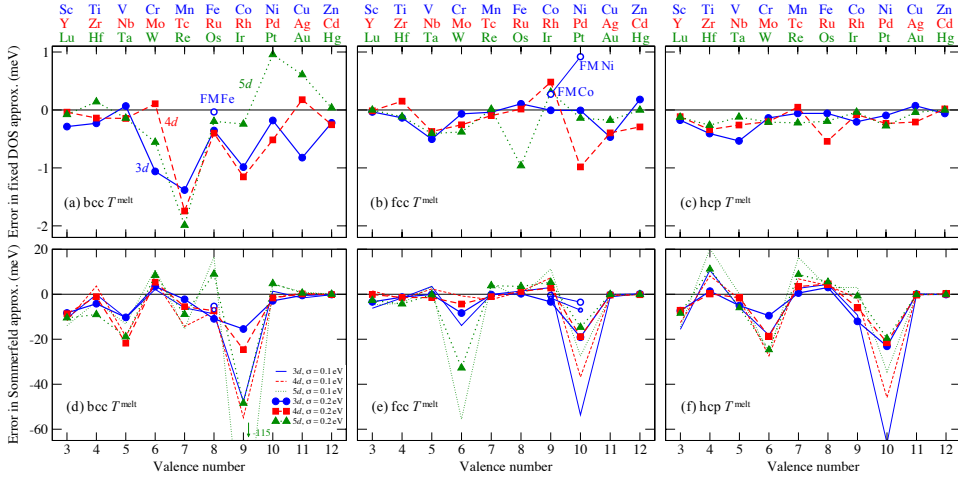 Sc Ti V Cr Mn Fe Co Ni Cu Zn Sc Ti V Cr Mn Fe Co Ni Cu Zn Sc Ti V Cr Mn Fe Co Ni Cu Zn
Y Zr Nb Mo Tc Ru Rh Pd Ag Cd Y Zr Nb Mo Tc Ru Rh Pd Ag Cd Y Zr Nb Mo Tc Ru Rh Pd Ag Cd
Lu Hf Ta W Re Os Ir Pt Au Hg Lu Hf Ta W Re Os Ir Pt Au Hg Lu Hf Ta W Re Os Ir Pt Au Hg
Error in fixed DOS approx. (meV)
1
0
-1
-2
5d
FM Fe
4d
3d
(a) bcc T^melt
FM Ni
FM Co
(b) fcc T^melt
(c) hcp T^melt
Error in Sommerfeld approx. (meV)
20
0
-20
-40
-60
3d, σ = 0.1 eV
4d, σ = 0.1 eV
5d, σ = 0.1 eV
3d, σ = 0.2 eV
4d, σ = 0.2 eV
5d, σ = 0.2 eV
-115
(d) bcc T^melt
(e) fcc T^melt
(f) hcp T^melt
3 4 5 6 7 8 9 10 11 12 3 4 5 6 7 8 9 10 11 12 3 4 5 6 7 8 9 10 11 12
Valence number Valence number Valence number